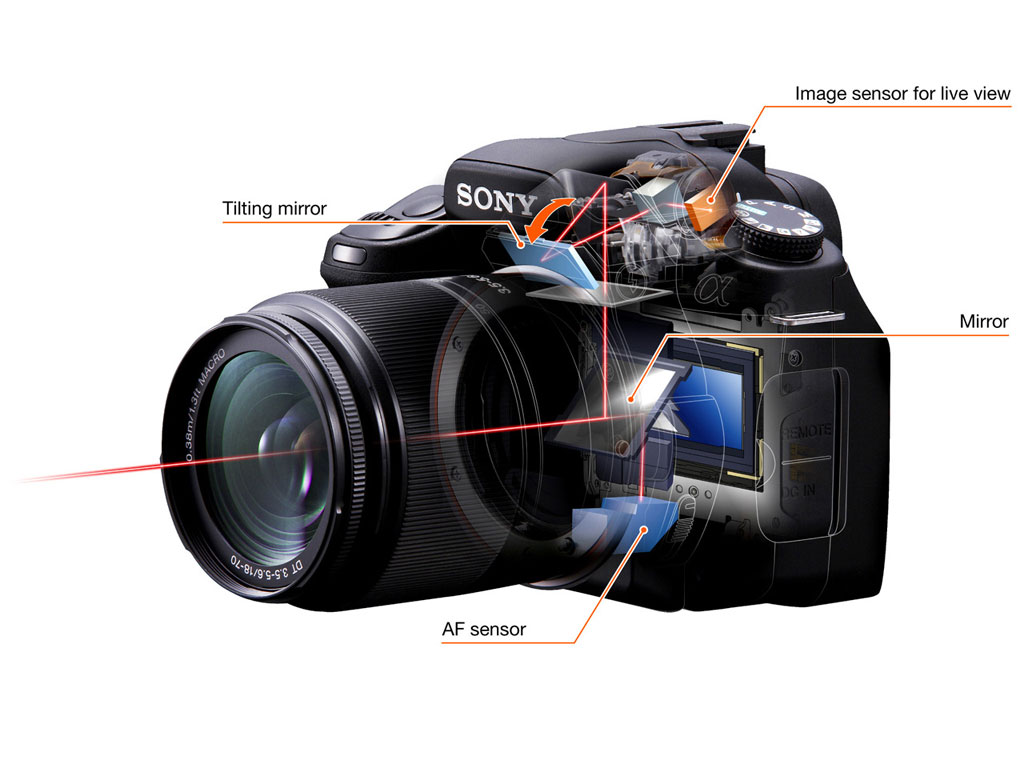 Image sensor for live view
SONY
Tilting mirror
α
Mirror
0.38m/1.3ft MACRO
REMOTE
DC IN
DT 3.5-5.6/18-70
AF sensor